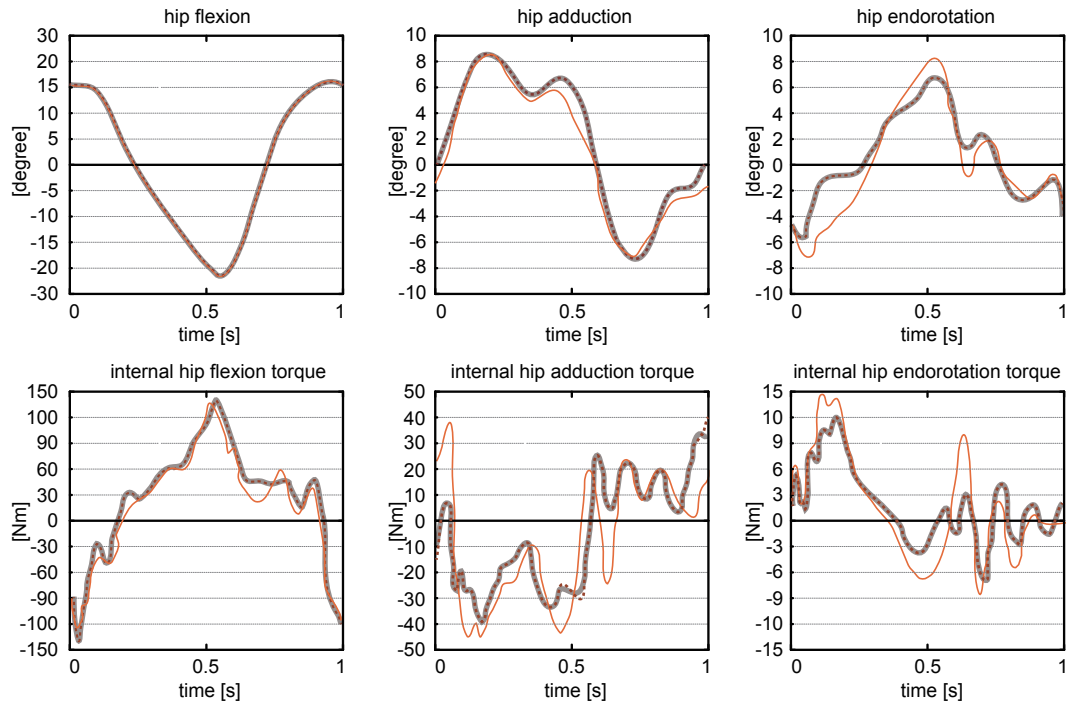 hip flexion
hip adduction
hip endorotation
30
25
20
15
10
5
0
-5
-10
-15
-20
-30
[degree]
0 0.5 1
time [s]
10
8
6
4
2
0
-2
-4
-6
-8
-10
[degree]
0 0.5 1
time [s]
10
8
6
4
2
0
-2
-4
-6
-8
-10
[degree]
0 0.5 1
time [s]
internal hip flexion torque
internal hip adduction torque
internal hip endorotation torque
150
100
90
60
30
0
-30
-60
-90
-100
-150
[Nm]
0 0.5 1
time [s]
50
40
30
20
10
0
-10
-20
-30
-40
-50
[Nm]
0 0.5 1
time [s]
15
10
12
6
3
0
-3
-6
-9
-12
-15
[Nm]
0 0.5 1
time [s]